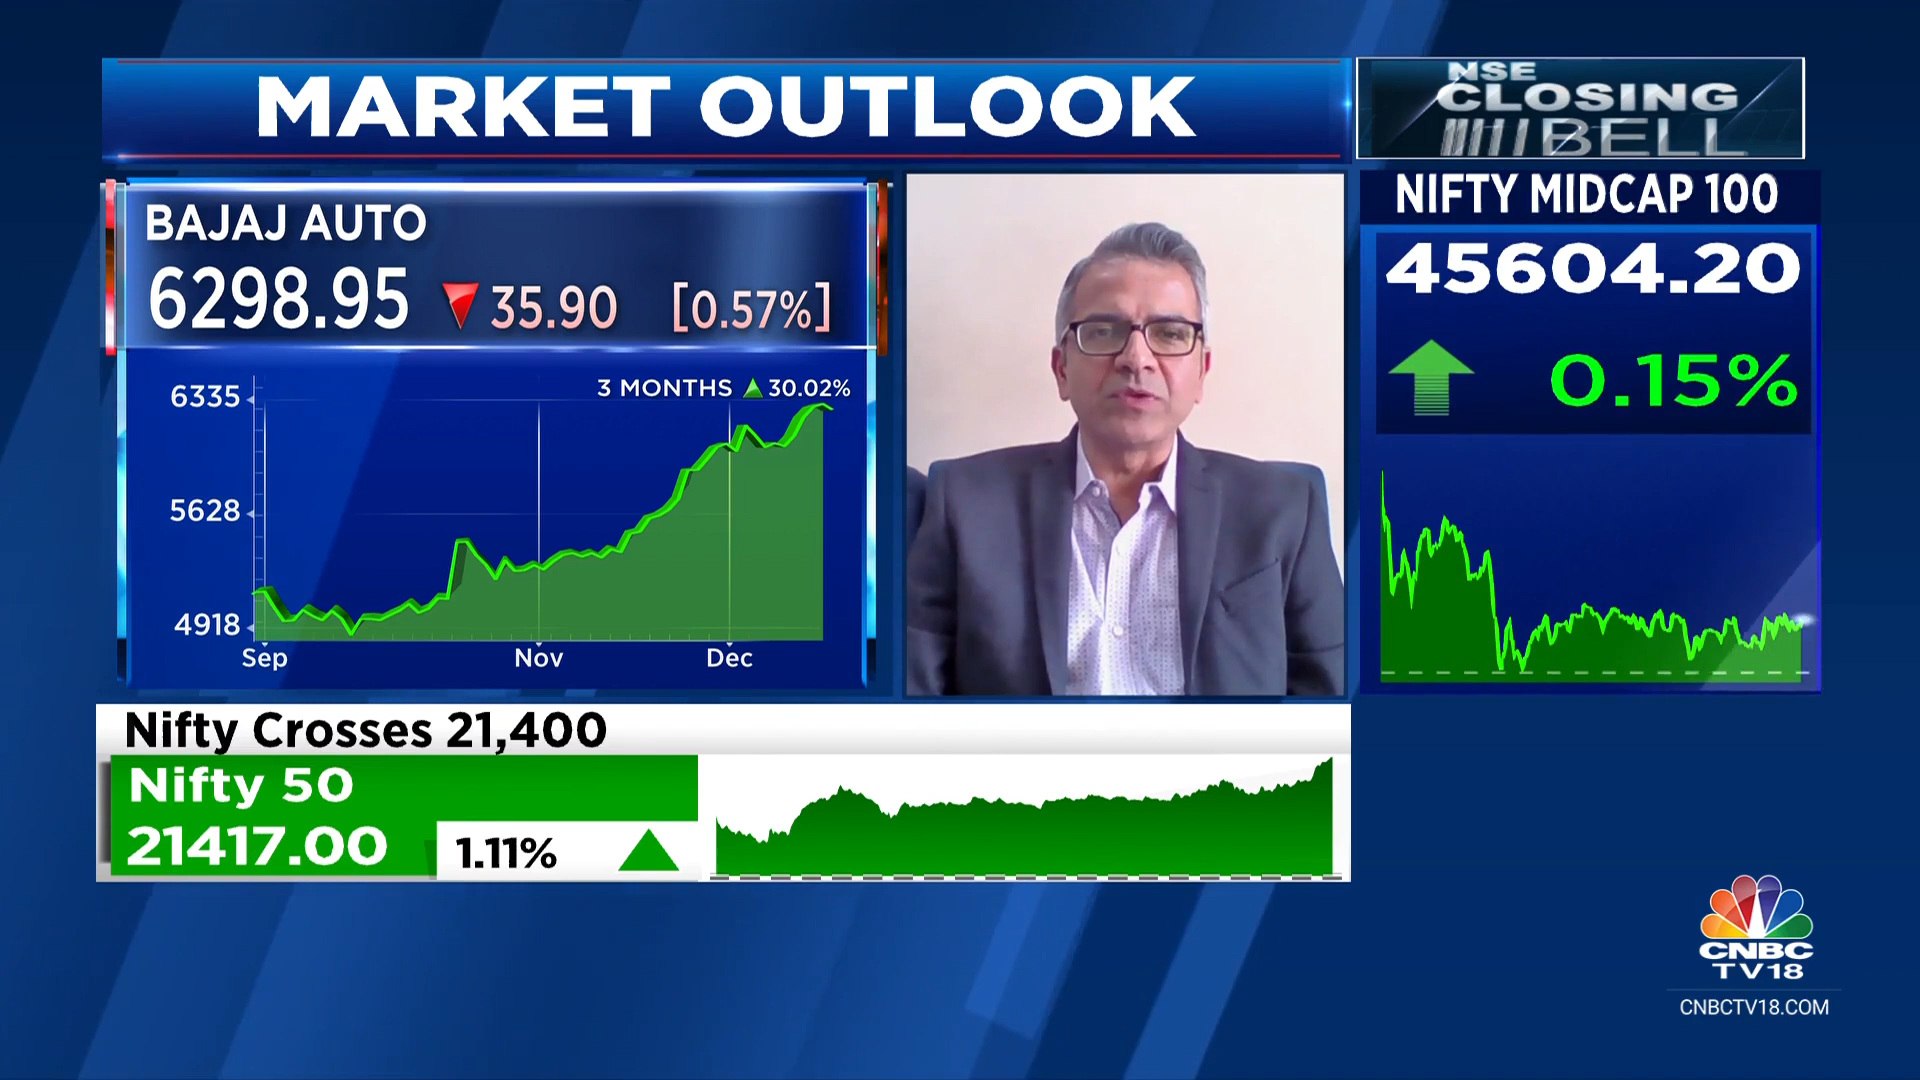 MARKET OUTLOOK
NSE
CLOSING
BELL
BAJAJ AUTO
6298.95 ▼ 35.90 [0.57%]
3 MONTHS ▲ 30.02%
6335
5628
4918
Sep Nov Dec
NIFTY MIDCAP 100
45604.20
0.15%
Nifty Crosses 21,400
Nifty 50
21417.00 1.11%
CNBC
TV18
CNBCTV18.COM